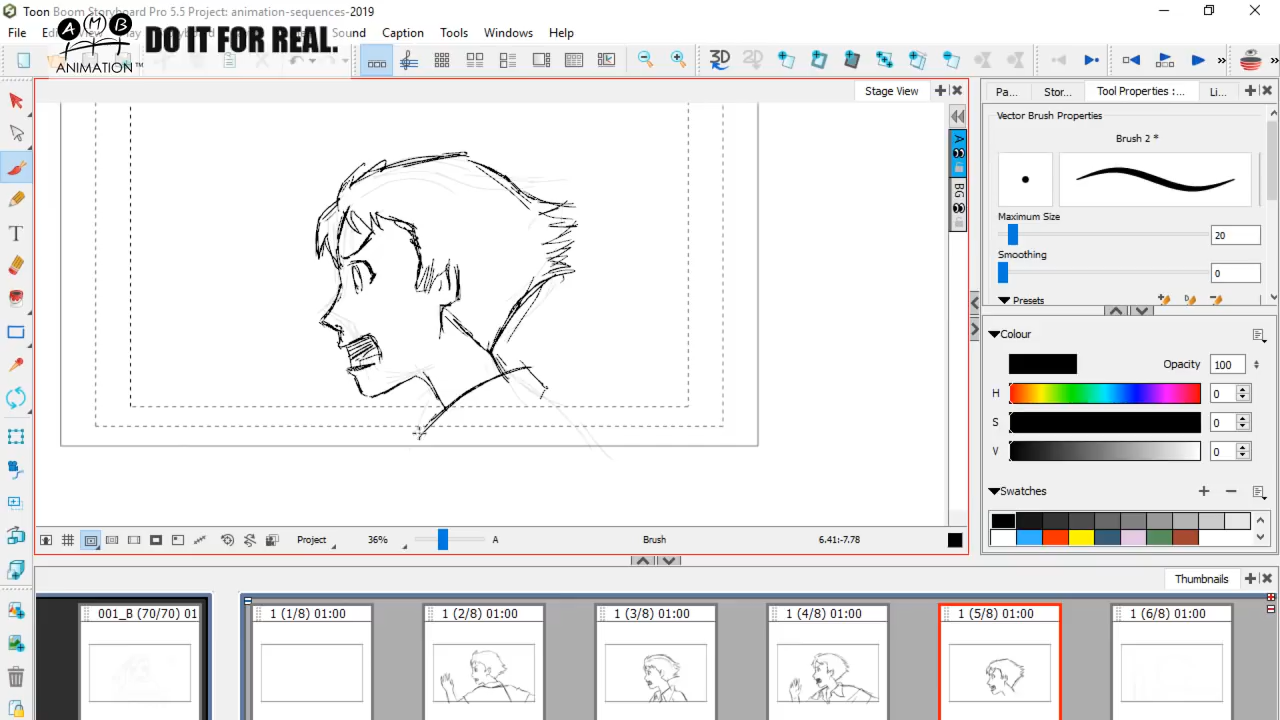 Toon Boom Storyboard Pro 5.5 Project: animation-sequences-2019
File Sound Caption Tools Windows Help
AMB
ANIMATION™
DO IT FOR REAL.
3D 2D
Stage View
A
BG
Pa... Stor... Tool Properties :... Li...
Vector Brush Properties
Brush 2 *
Maximum Size
20
Smoothing
0
Presets
Colour
Opacity 100
H 0
S 0
V 0
Swatches
Project 36% A Brush 6.41:-7.78
Thumbnails
001_B (70/70) 01
1 (1/8) 01:00
1 (2/8) 01:00
1 (3/8) 01:00
1 (4/8) 01:00
1 (5/8) 01:00
1 (6/8) 01:00